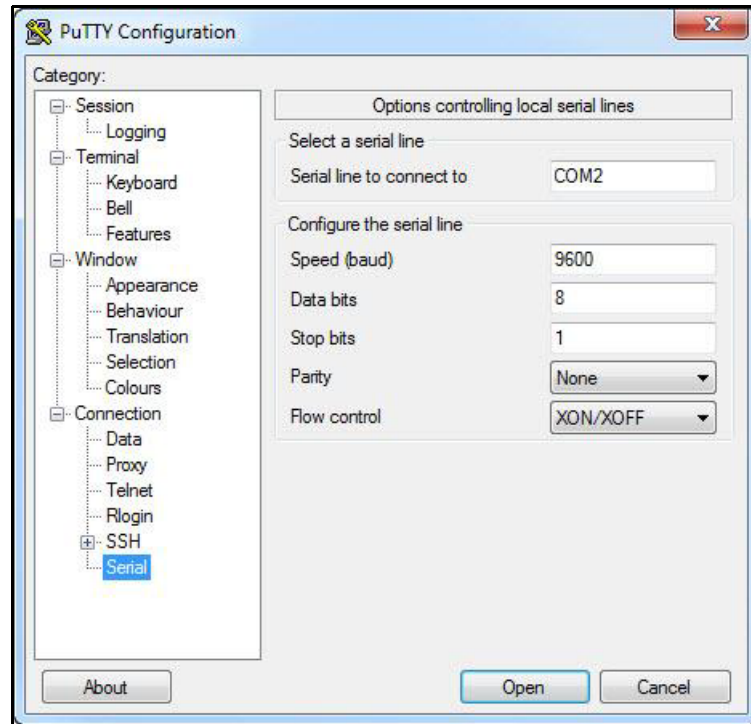 PuTTY Configuration
Category:
Session
Logging
Terminal
Keyboard
Bell
Features
Window
Appearance
Behaviour
Translation
Selection
Colours
Connection
Data
Proxy
Telnet
Rlogin
SSH
Serial
Options controlling local serial lines
Select a serial line
Serial line to connect to COM2
Configure the serial line
Speed (baud) 9600
Data bits 8
Stop bits 1
Parity None
Flow control XON/XOFF
About Open Cancel